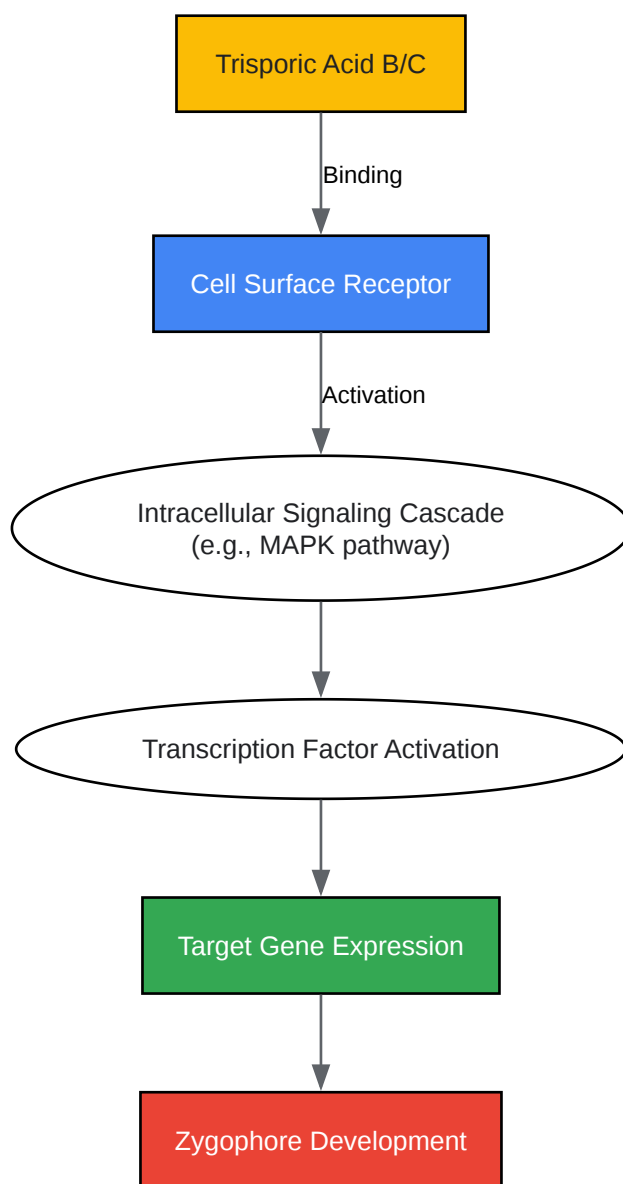 Trisporic Acid B/C
Binding
Cell Surface Receptor
Activation
Intracellular Signaling Cascade
(e.g., MAPK pathway)
Transcription Factor Activation
Target Gene Expression
Zygophore Development